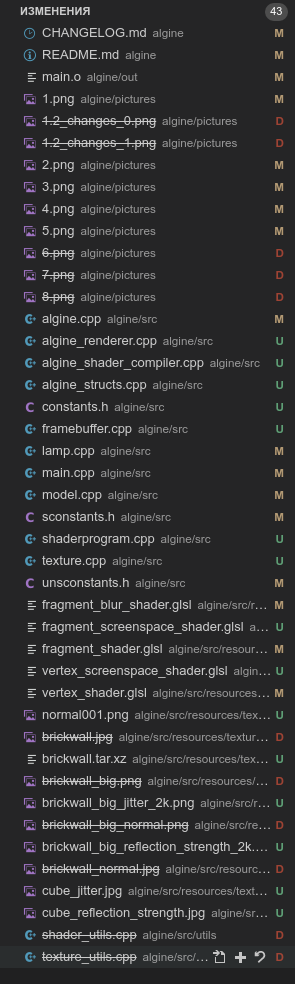 ИЗМЕНЕНИЯ 43
CHANGELOG.md algine M
README.md algine M
main.o algine/out M
1.png algine/pictures M
1.2_changes_0.png algine/pictures D
1.2_changes_1.png algine/pictures D
2.png algine/pictures M
3.png algine/pictures M
4.png algine/pictures M
5.png algine/pictures M
6.png algine/pictures D
7.png algine/pictures D
8.png algine/pictures D
algine.cpp algine/src M
algine_renderer.cpp algine/src U
algine_shader_compiler.cpp algine/src U
algine_structs.cpp algine/src U
constants.h algine/src U
framebuffer.cpp algine/src U
lamp.cpp algine/src M
main.cpp algine/src M
model.cpp algine/src M
sconstants.h algine/src M
shaderprogram.cpp algine/src U
texture.cpp algine/src U
unsconstants.h algine/src M
fragment_blur_shader.glsl algine/src/r... M
fragment_screenspace_shader.glsl a... U
fragment_shader.glsl algine/src/resour... M
vertex_screenspace_shader.glsl algin... U
vertex_shader.glsl algine/src/resources... M
normal001.png algine/src/resources/tex... U
brickwall.jpg algine/src/resources/textur... D
brickwall.tar.xz algine/src/resources/tex... U
brickwall_big.png algine/src/resources/... D
brickwall_big_jitter_2k.png algine/src/r... U
brickwall_big_normal.png algine/src/re... D
brickwall_big_reflection_strength_2k.... U
brickwall_normal.jpg algine/src/resourc... D
cube_jitter.jpg algine/src/resources/text... U
cube_reflection_strength.jpg algine/sr... U
shader_utils.cpp algine/src/utils D
texture_utils.cpp algine/src/... D